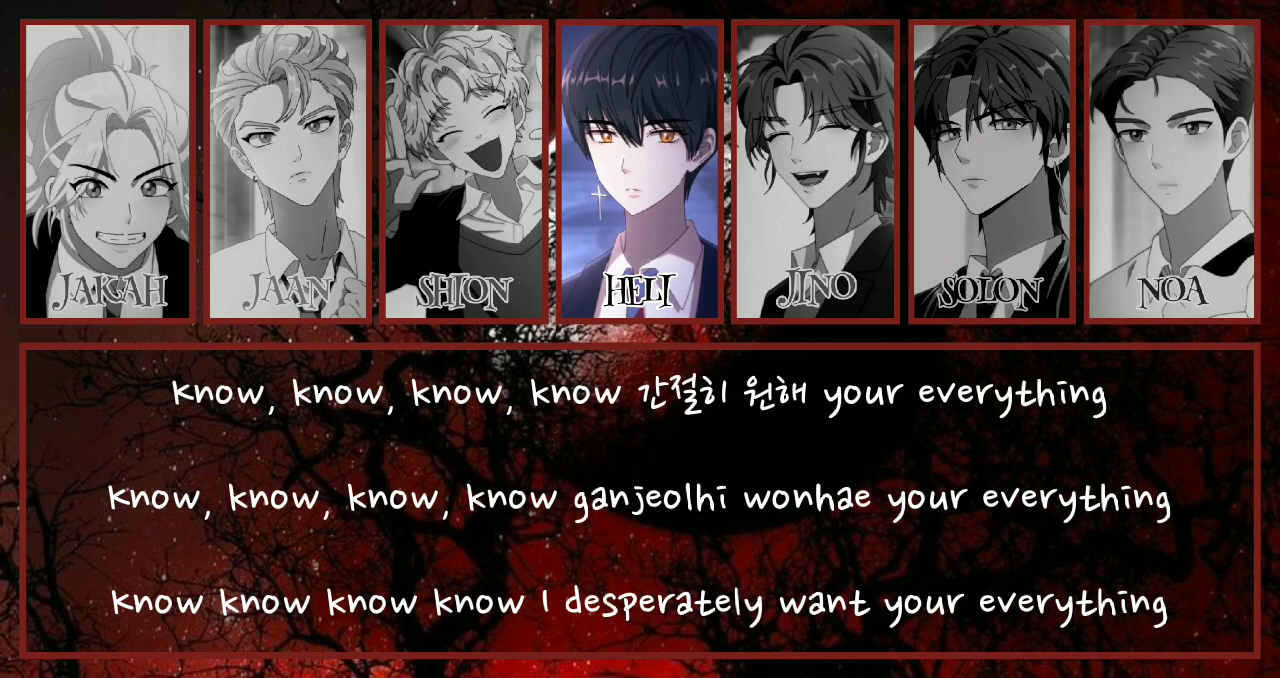 JAKAH JAAN SHION HELI JINO SOLON NOA
know, know, know, know 간절히 원해 your everything
know, know, know, know ganjeolhi wonhae your everything
know know know know I desperately want your everything